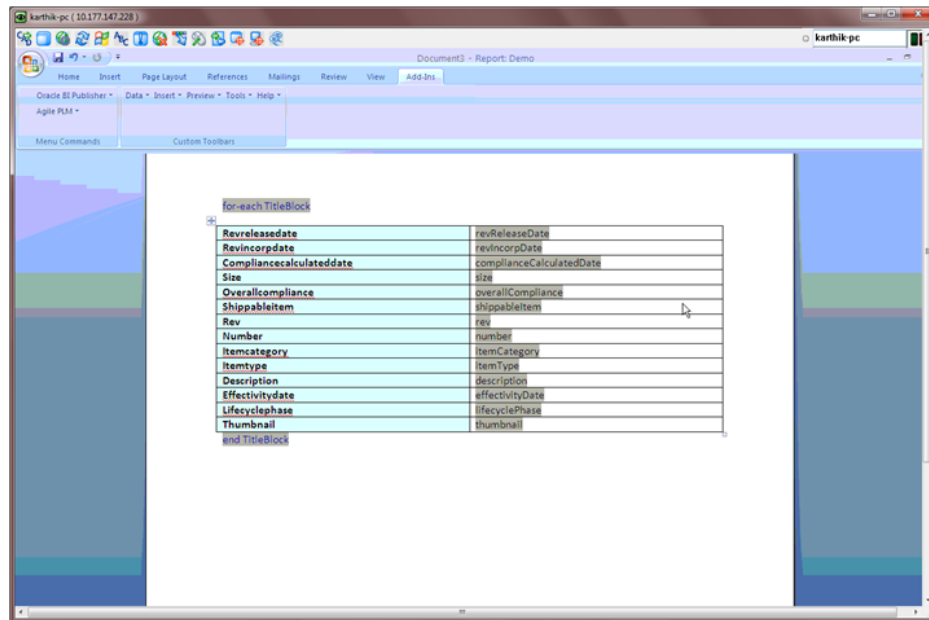 karthik-pc ( 10.177.147.228 )
karthik-pc
Document3 - Report: Demo
Home Insert Page Layout References Mailings Review View Add-Ins
Oracle BI Publisher Data Insert Preview Tools Help
Agile PLM
Menu Commands Custom Toolbars
for-each TitleBlock
Revreleasedate revReleaseDate
Revincorpdate revIncorpDate
Compliancecalculateddate complianceCalculatedDate
Size size
Overallcompliance overallCompliance
Shippableitem shippableItem
Rev rev
Number number
Itemcategory itemCategory
Itemtype itemType
Description description
Effectivitydate effectivityDate
Lifecyclephase lifecyclePhase
Thumbnail thumbnail
end TitleBlock